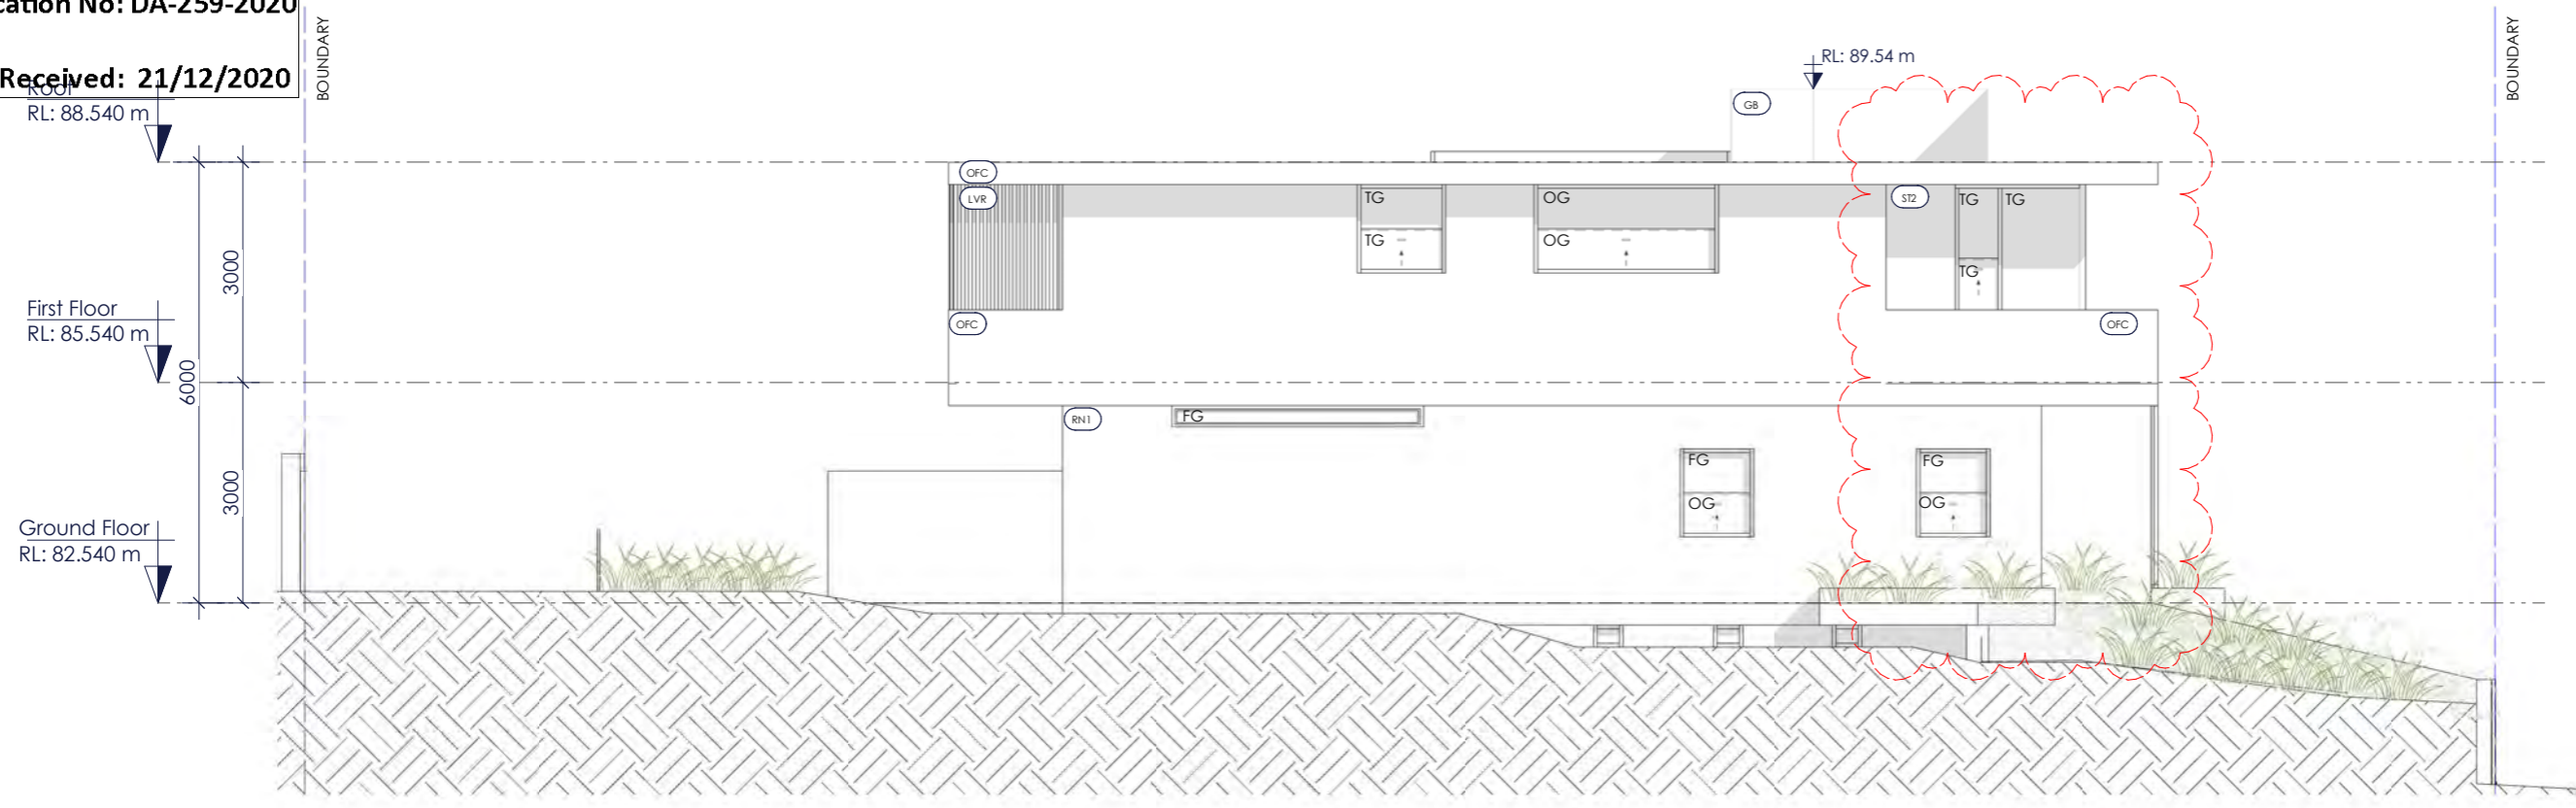 cation No: DA-259-2020
Received: 21/12/2020
BOUNDARY
RL: 89.54 m
BOUNDARY
Roof
RL: 88.540 m
GB
OFC
LVR
TG
OG
ST2
TG
TG
TG
OG
TG
3000
First Floor
RL: 85.540 m
OFC
OFC
6000
RN1
FG
FG
FG
3000
OG
OG
Ground Floor
RL: 82.540 m